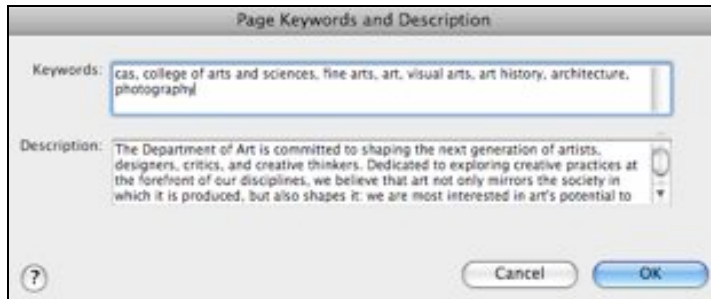 Page Keywords and Description
Keywords: cas, college of arts and sciences, fine arts, art, visual arts, art history, architecture,
photography
Description: The Department of Art is committed to shaping the next generation of artists,
designers, critics, and creative thinkers. Dedicated to exploring creative practices at
the forefront of our disciplines, we believe that art not only mirrors the society in
which it is produced, but also shapes it: we are most interested in art's potential to
? Cancel OK